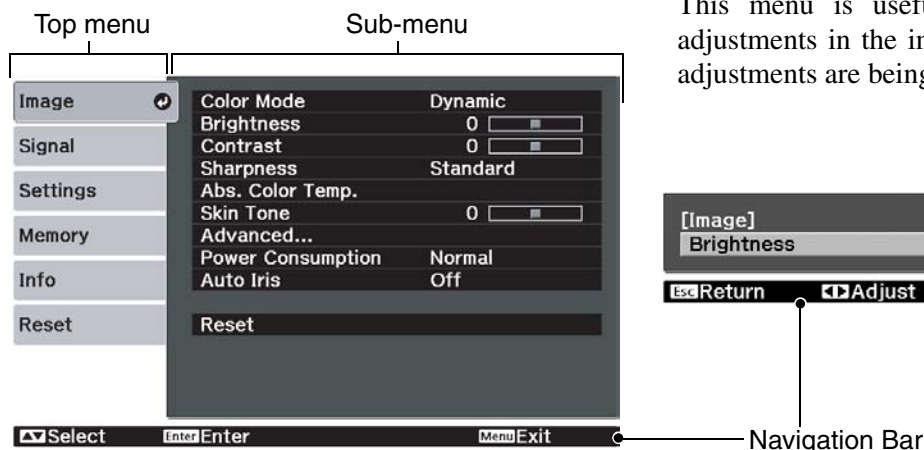 Top menu
Sub-menu
Image
Signal
Settings
Memory
Info
Reset
Color Mode Dynamic
Brightness 0
Contrast 0
Sharpness Standard
Abs. Color Temp.
Skin Tone 0
Advanced...
Power Consumption Normal
Auto Iris Off
Reset
Select Enter Enter Menu Exit
This menu is
adjustments in the
adjustments are being
[Image]
Brightness
Esc Return Adjust
Navigation Bar